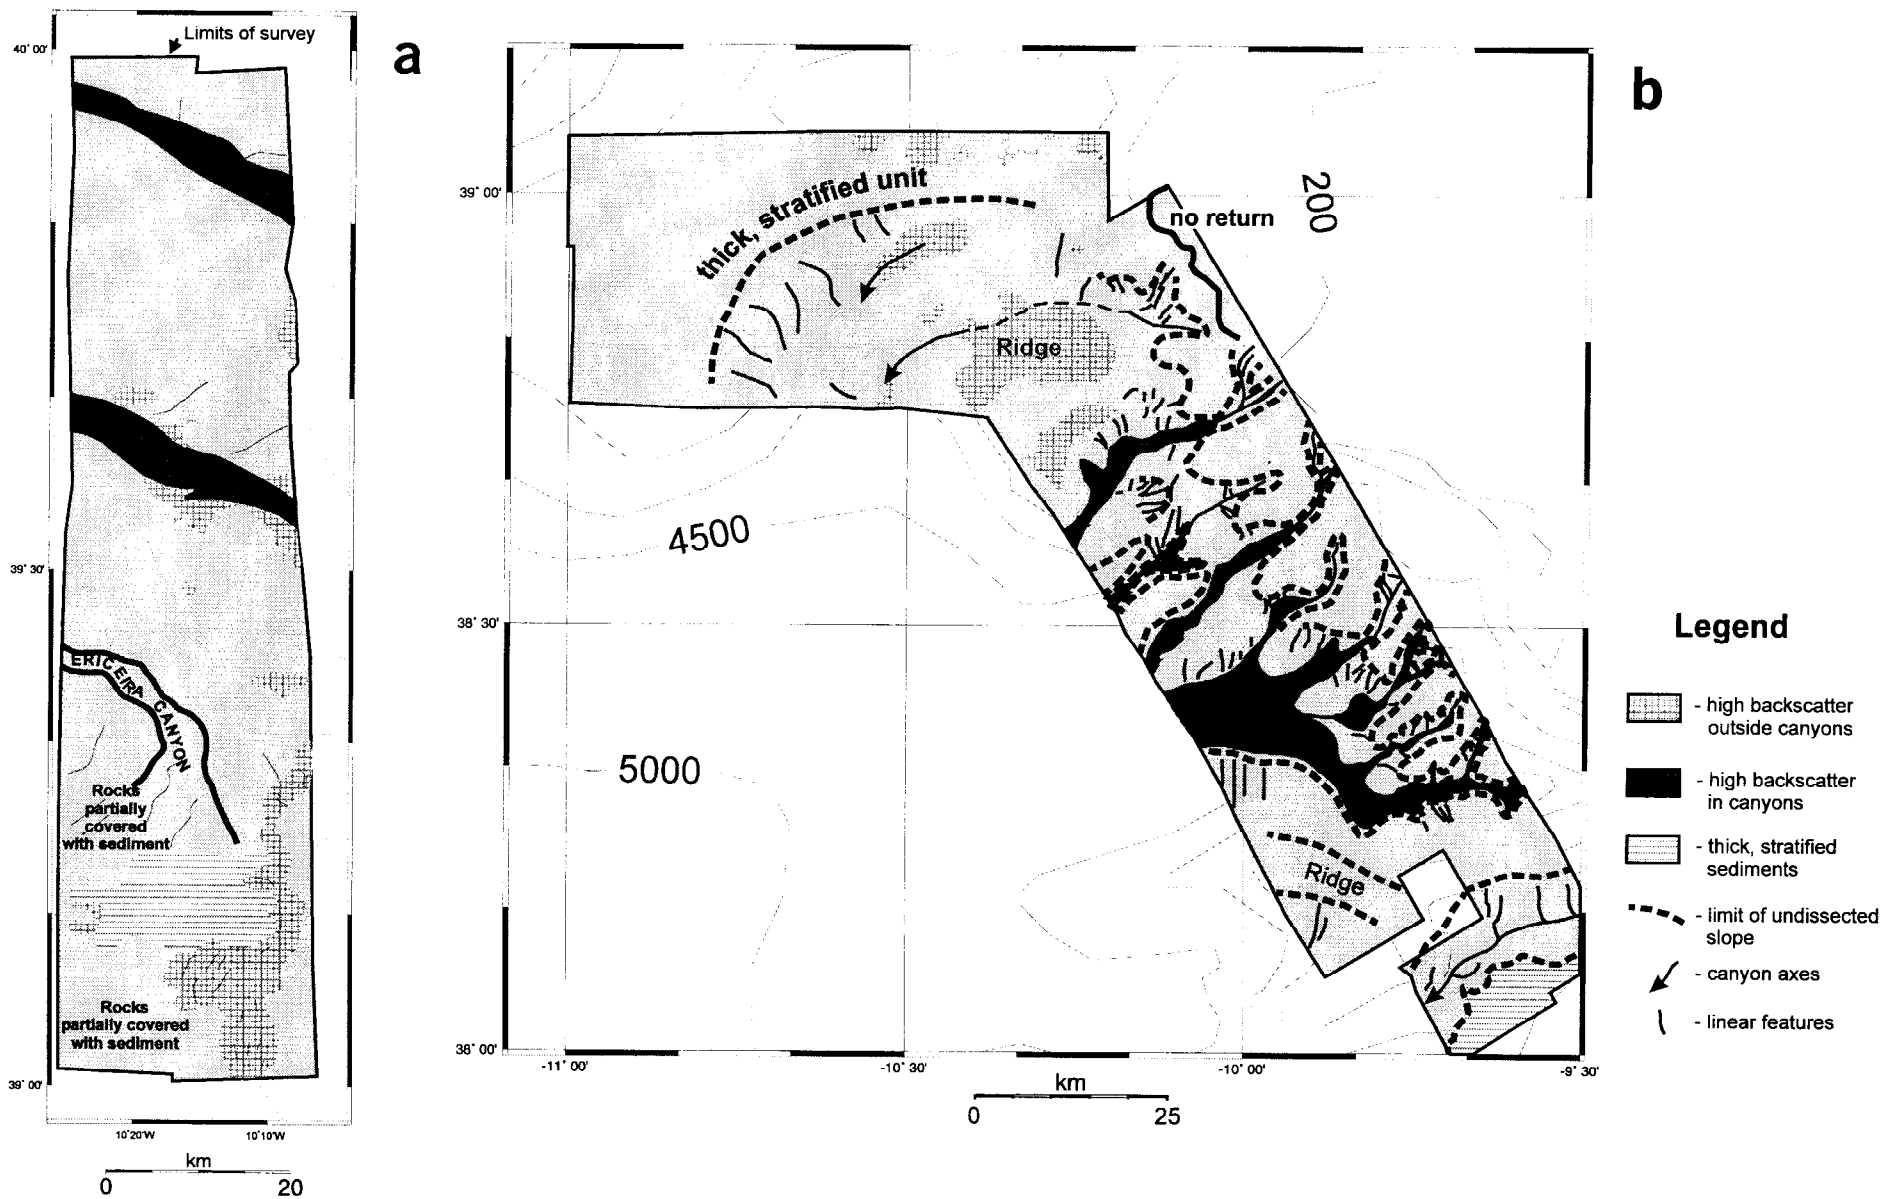 a
Limits of survey
40° 00'
39° 30'
39° 00'
ERICEIRA CANYON
Rocks
partially
covered
with sediment
Rocks
partially covered
with sediment
10°20'W
10°10'W
km
0
20
b
39° 00'
38° 30'
38° 00'
thick, stratified unit
no return
200
Ridge
4500
5000
Ridge
-11° 00'
-10° 30'
-10° 00'
-9° 30'
km
0
25
Legend
- high backscatter
outside canyons
- high backscatter
in canyons
- thick, stratified
sediments
- limit of undissected
slope
- canyon axes
- linear features